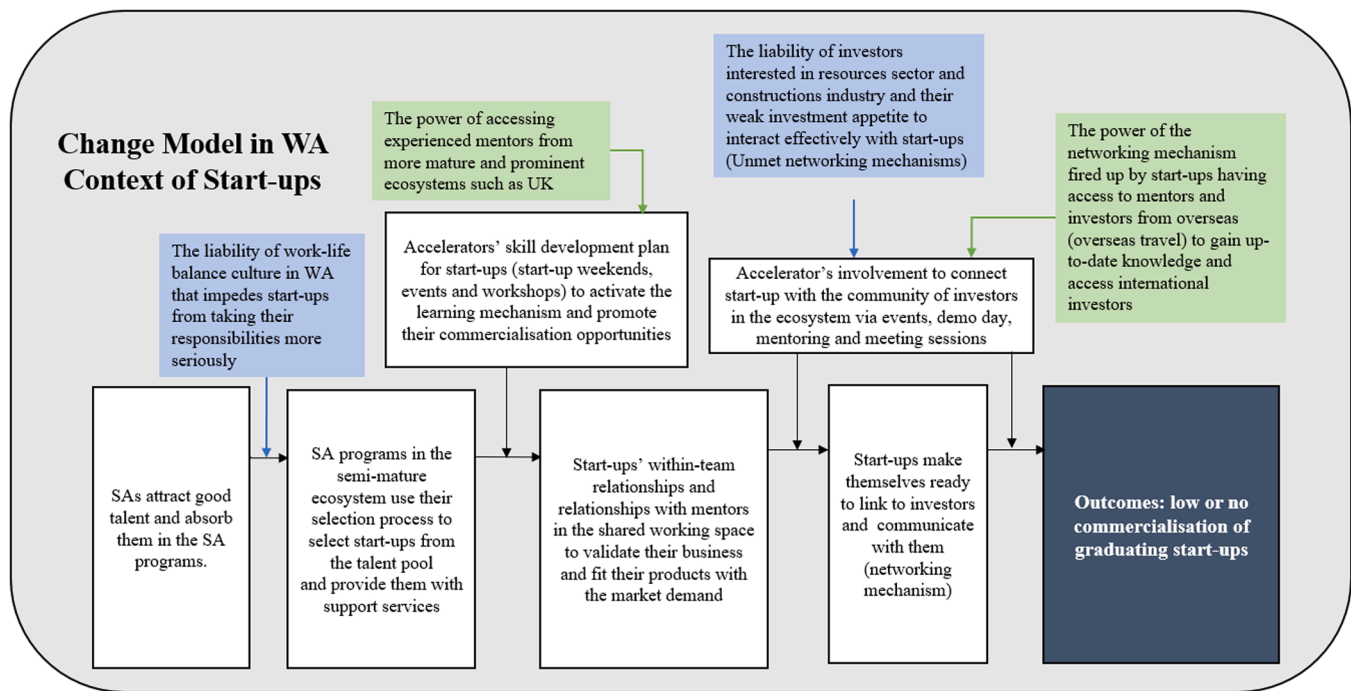 Change Model in WA
Context of Start-ups
The liability of work-life
balance culture in WA
that impedes start-ups
from taking their
responsibilities more
seriously
The power of accessing
experienced mentors from
more mature and prominent
ecosystems such as UK
Accelerators’ skill development plan
for start-ups (start-up weekends,
events and workshops) to activate the
learning mechanism and promote
their commercialisation opportunities
The liability of investors
interested in resources sector and
constructions industry and their
weak investment appetite to
interact effectively with start-ups
(Unmet networking mechanisms)
The power of the
networking mechanism
fired up by start-ups having
access to mentors and
investors from overseas
(overseas travel) to gain up-
to-date knowledge and
access international
investors
Accelerator’s involvement to connect
start-up with the community of investors
in the ecosystem via events, demo day,
mentoring and meeting sessions
SAs attract good
talent and absorb
them in the SA
programs.
SA programs in the
semi-mature
ecosystem use their
selection process to
select start-ups from
the talent pool
and provide them with
support services
Start-ups’ within-team
relationships and
relationships with mentors
in the shared working space
to validate their business
and fit their products with
the market demand
Start-ups make
themselves ready
to link to investors
and communicate
with them
(networking
mechanism)
Outcomes: low or no
commercialisation of
graduating start-ups